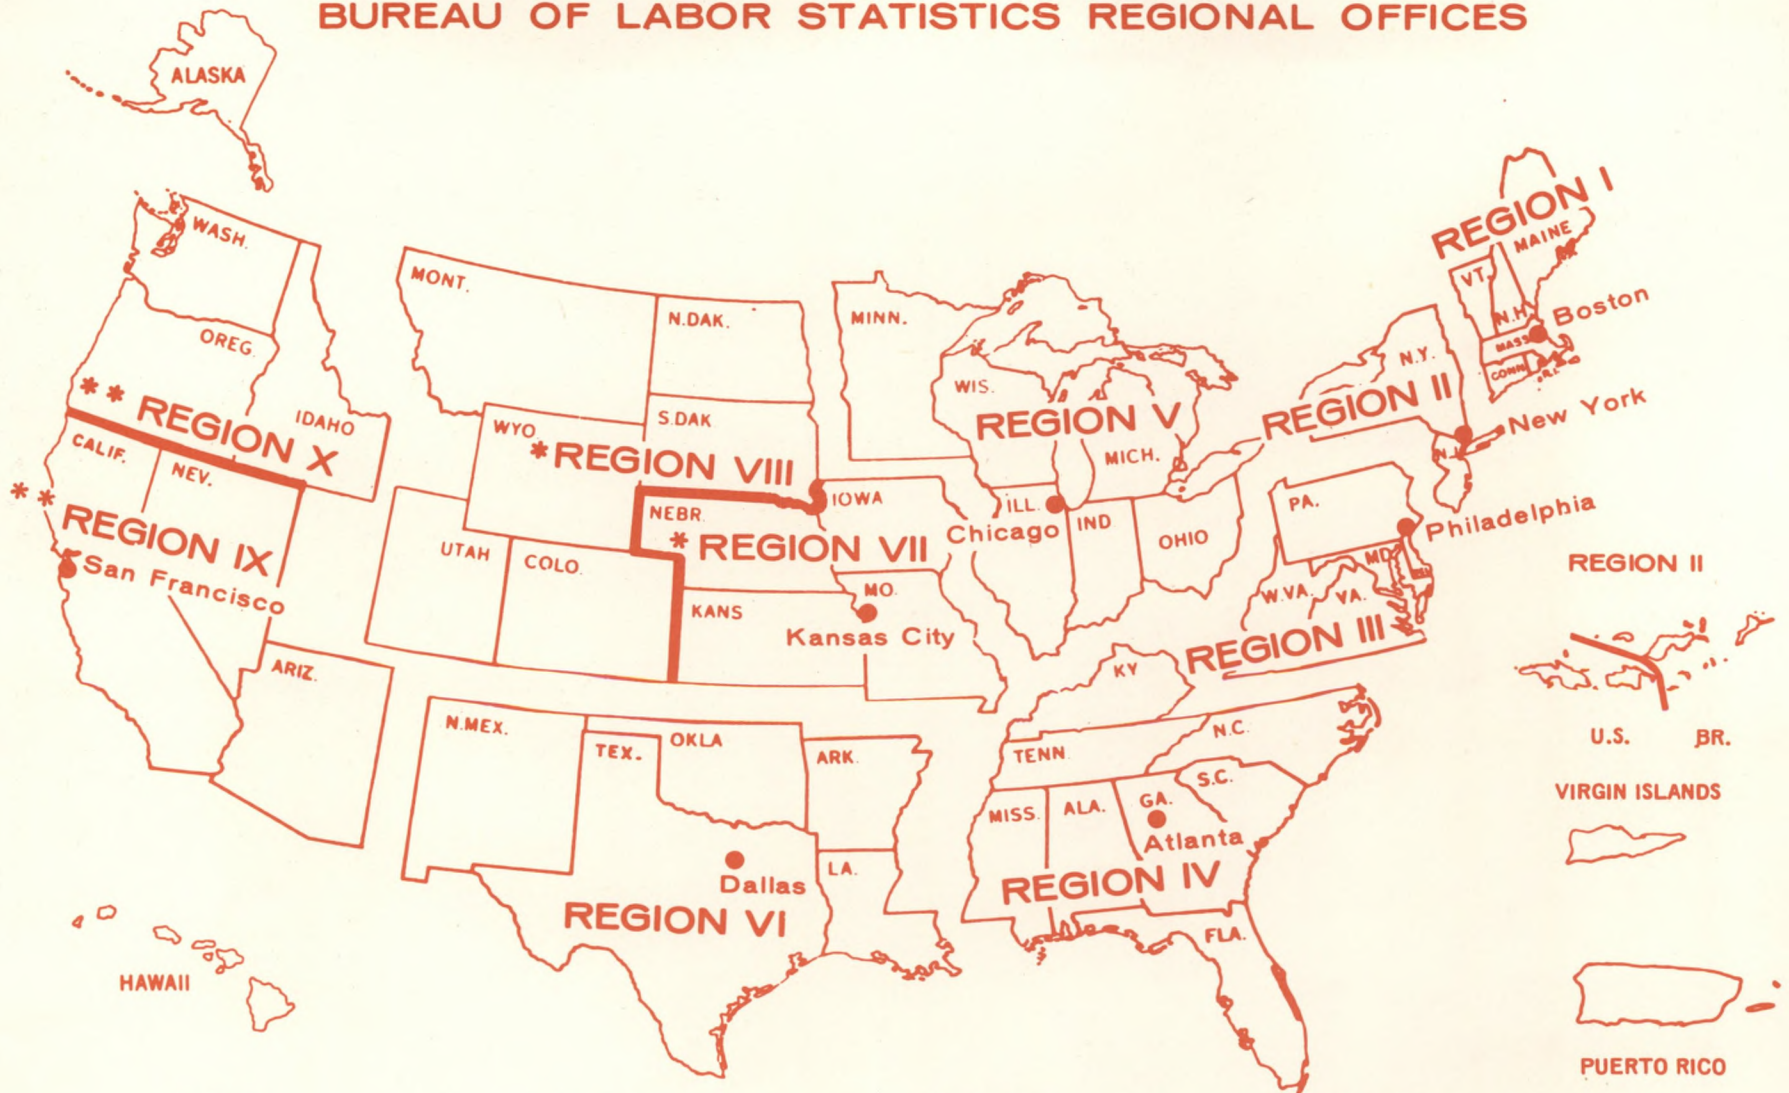 BUREAU OF LABOR STATISTICS REGIONAL OFFICES
ALASKA
REGION I
MAINE
WASH.
VT.
MONT.
N.H.
Boston
N.DAK.
MINN.
OREG.
MASS
N.Y.
CONN
R.I.
WIS.
** REGION X
IDAHO
S.DAK
REGION II
New York
WYO.
REGION V
CALIF.
*REGION VIII
MICH.
N.J.
NEV.
IOWA
ILL.
PA.
** REGION IX
NEBR.
IND
Philadelphia
* REGION VII
Chicago
OHIO
UTAH
COLO.
MD.
REGION II
San Francisco
MO.
W.VA.
VA.
KANS
Kansas City
REGION III
ARIZ.
KY
N.MEX.
TEX.
OKLA
ARK.
TENN.
N.C.
U.S.
BR.
S.C.
VIRGIN ISLANDS
MISS.
ALA.
GA.
Atlanta
Dallas
LA.
REGION IV
REGION VI
FLA.
HAWAII
PUERTO RICO